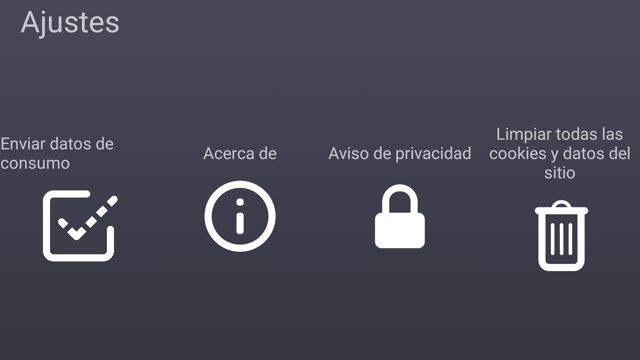 Ajustes
Enviar datos de
consumo
Acerca de
Aviso de privacidad
Limpiar todas las
cookies y datos del
sitio